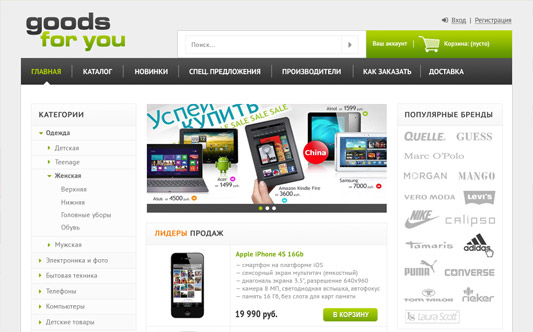 goods
for you
Вход | Регистрация
Поиск...
Ваш аккаунт
Корзина: (пусто)
ГЛАВНАЯ КАТАЛОГ НОВИНКИ СПЕЦ. ПРЕДЛОЖЕНИЯ ПРОИЗВОДИТЕЛИ КАК ЗАКАЗАТЬ ДОСТАВКА
КАТЕГОРИИ
Одежда
Детская
Teenage
Женская
Верхняя
Нижняя
Головные уборы
Обувь
Мужская
Электроника и фото
Бытовая техника
Телефоны
Компьютеры
Детские товары
УСПЕЙ
КУПИТЬ
SALE SALE SALE
Ainol от 1599 руб.
China
Acer
от 1499 руб.
Asus от 4500 руб.
Amazon Kindle Fire
от 3600 руб.
Samsung
от 7000 руб.
ЛИДЕРЫ ПРОДАЖ
Apple iPhone 4S 16Gb
— смартфон на платформе iOS
— сенсорный экран мультитач (емкостный)
— диагональ экрана 3.5", разрешение 640x960
— камера 8 МП, светодиодная вспышка, автофокус
— память 16 Гб, без слота для карт памяти
19 990 руб.
В КОРЗИНУ
ПОПУЛЯРНЫЕ БРЕНДЫ
QUELLE. GUESS
Marc O'Polo
MORGAN MANGO
VERO MODA Levi's
NIKE calipso
Tamaris adidas
PUMA CONVERSE
TOM TAILOR rieker
Laura Scott